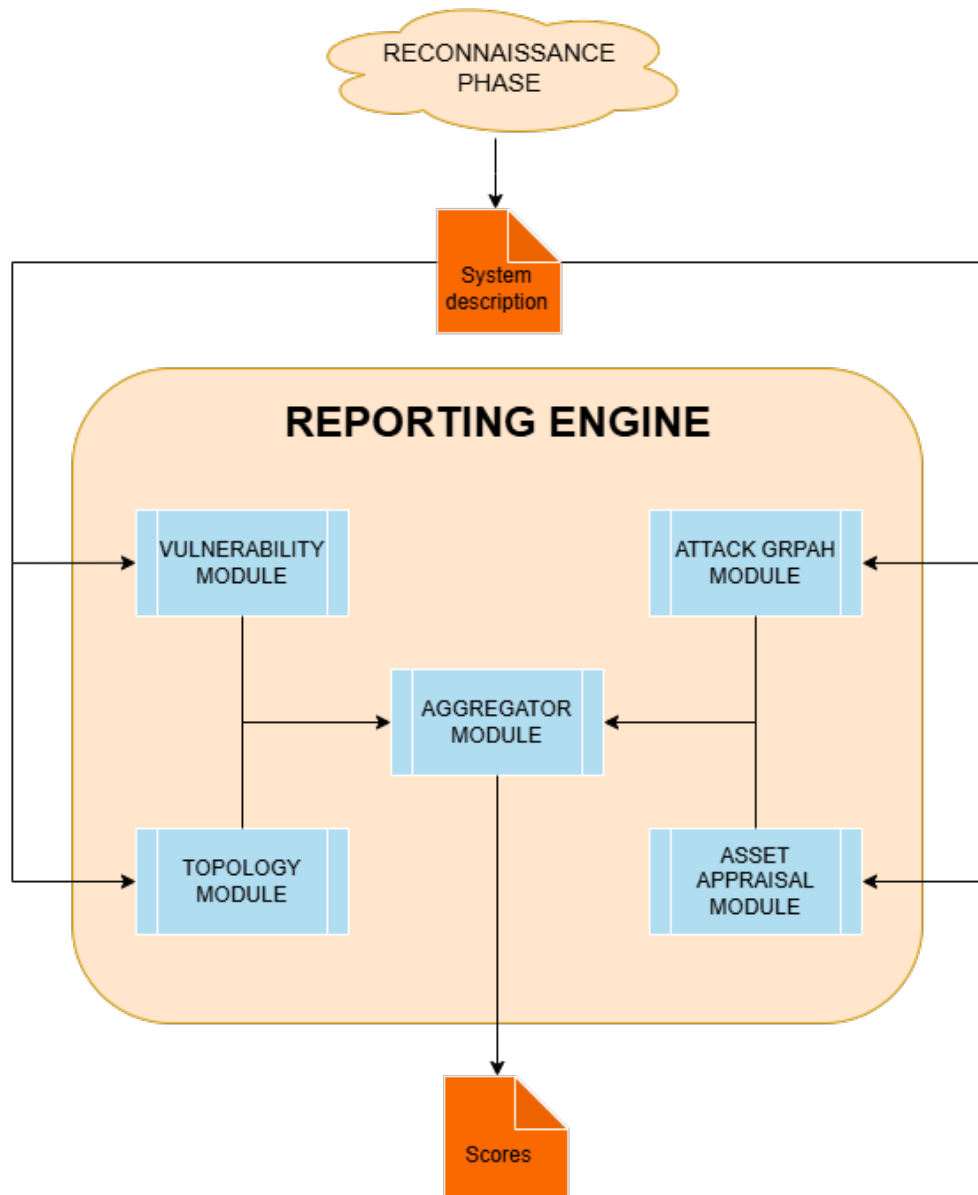 RECONNAISSANCE
PHASE
System
description
REPORTING ENGINE
VULNERABILITY
MODULE
ATTACK GRPAH
MODULE
AGGREGATOR
MODULE
TOPOLOGY
MODULE
ASSET
APPRAISAL
MODULE
Scores